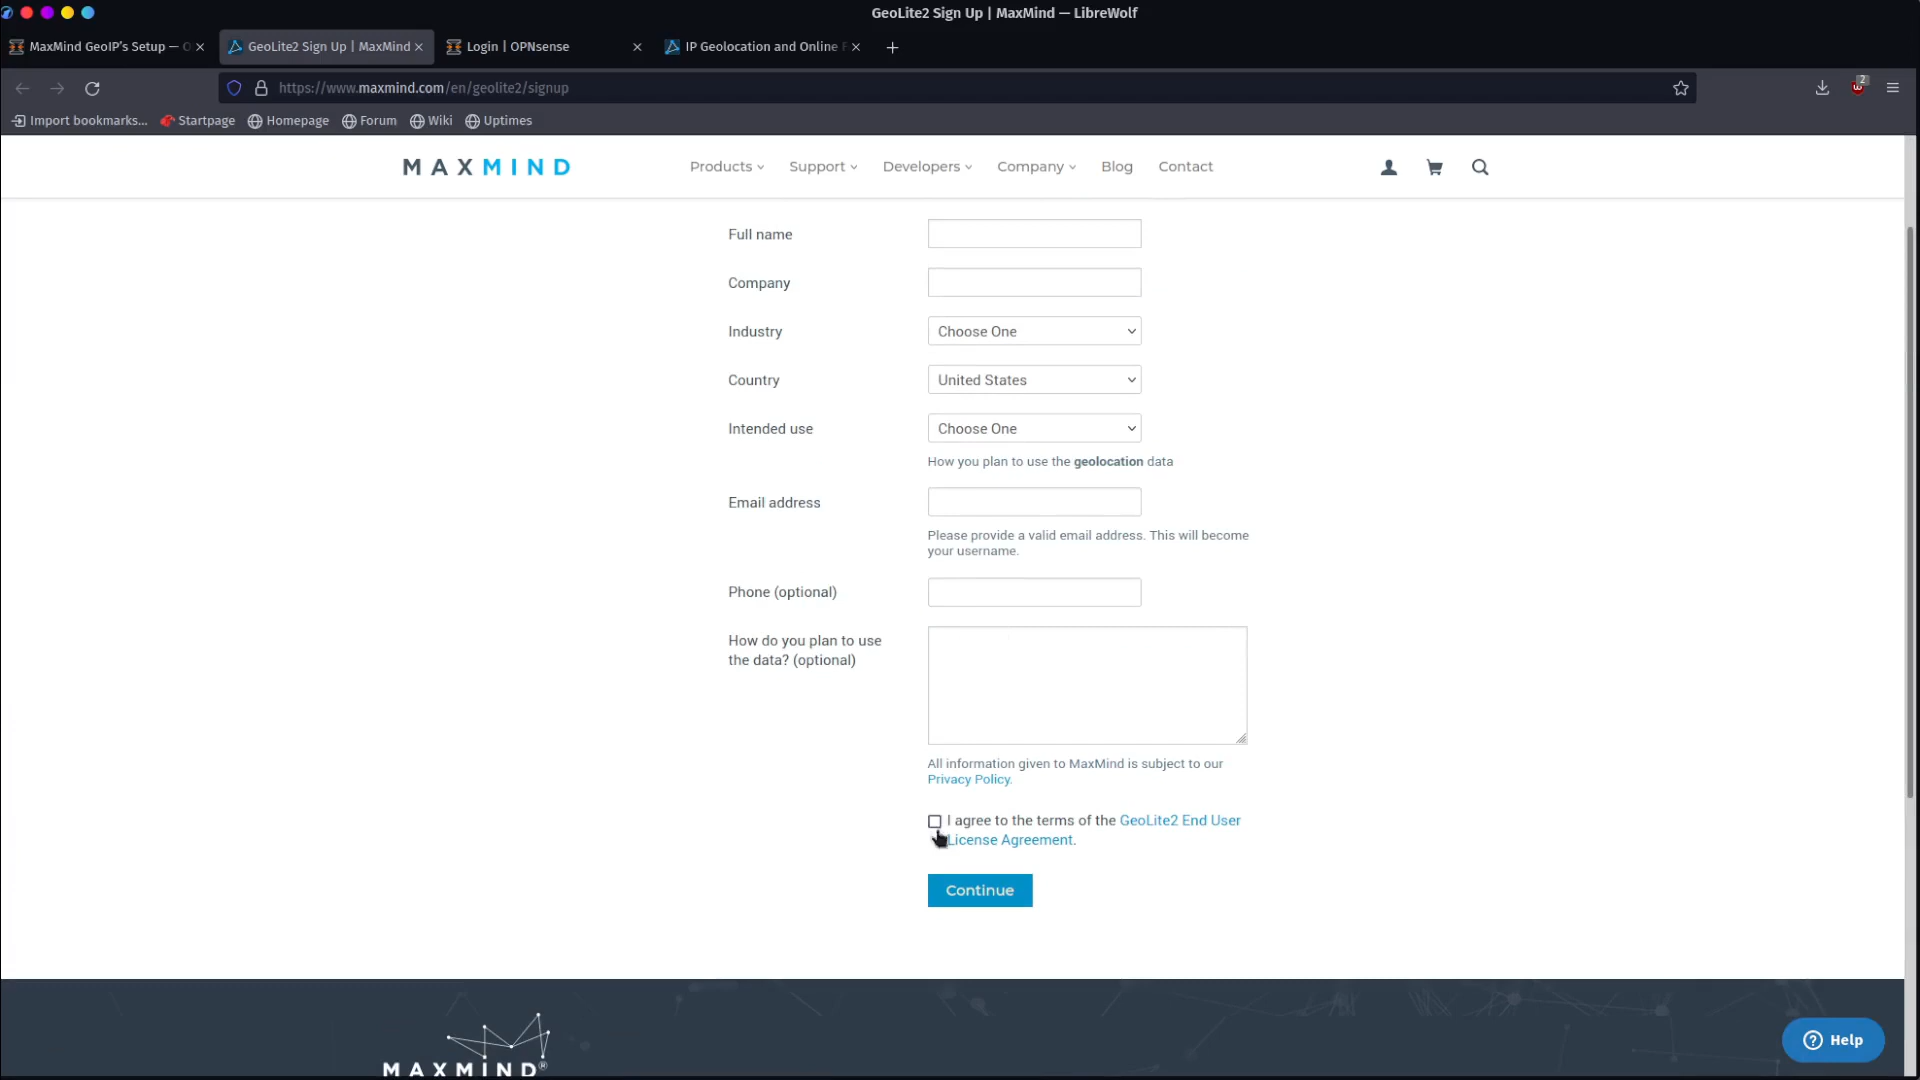 GeoLite2 Sign Up | MaxMind — LibreWolf
MaxMind GeoIP's Setup — O
GeoLite2 Sign Up | MaxMind
Login | OPNsense
IP Geolocation and Online F
https://www.maxmind.com/en/geolite2/signup
2
Import bookmarks...
Startpage
Homepage
Forum
Wiki
Uptimes
MAXMIND
Products
Support
Developers
Company
Blog
Contact
Full name
Company
Industry
Choose One
Country
United States
Intended use
Choose One
How you plan to use the geolocation data
Email address
Please provide a valid email address. This will become
your username.
Phone (optional)
How do you plan to use
the data? (optional)
All information given to MaxMind is subject to our
Privacy Policy.
I agree to the terms of the GeoLite2 End User
License Agreement.
Continue
MAXMIND®
Help